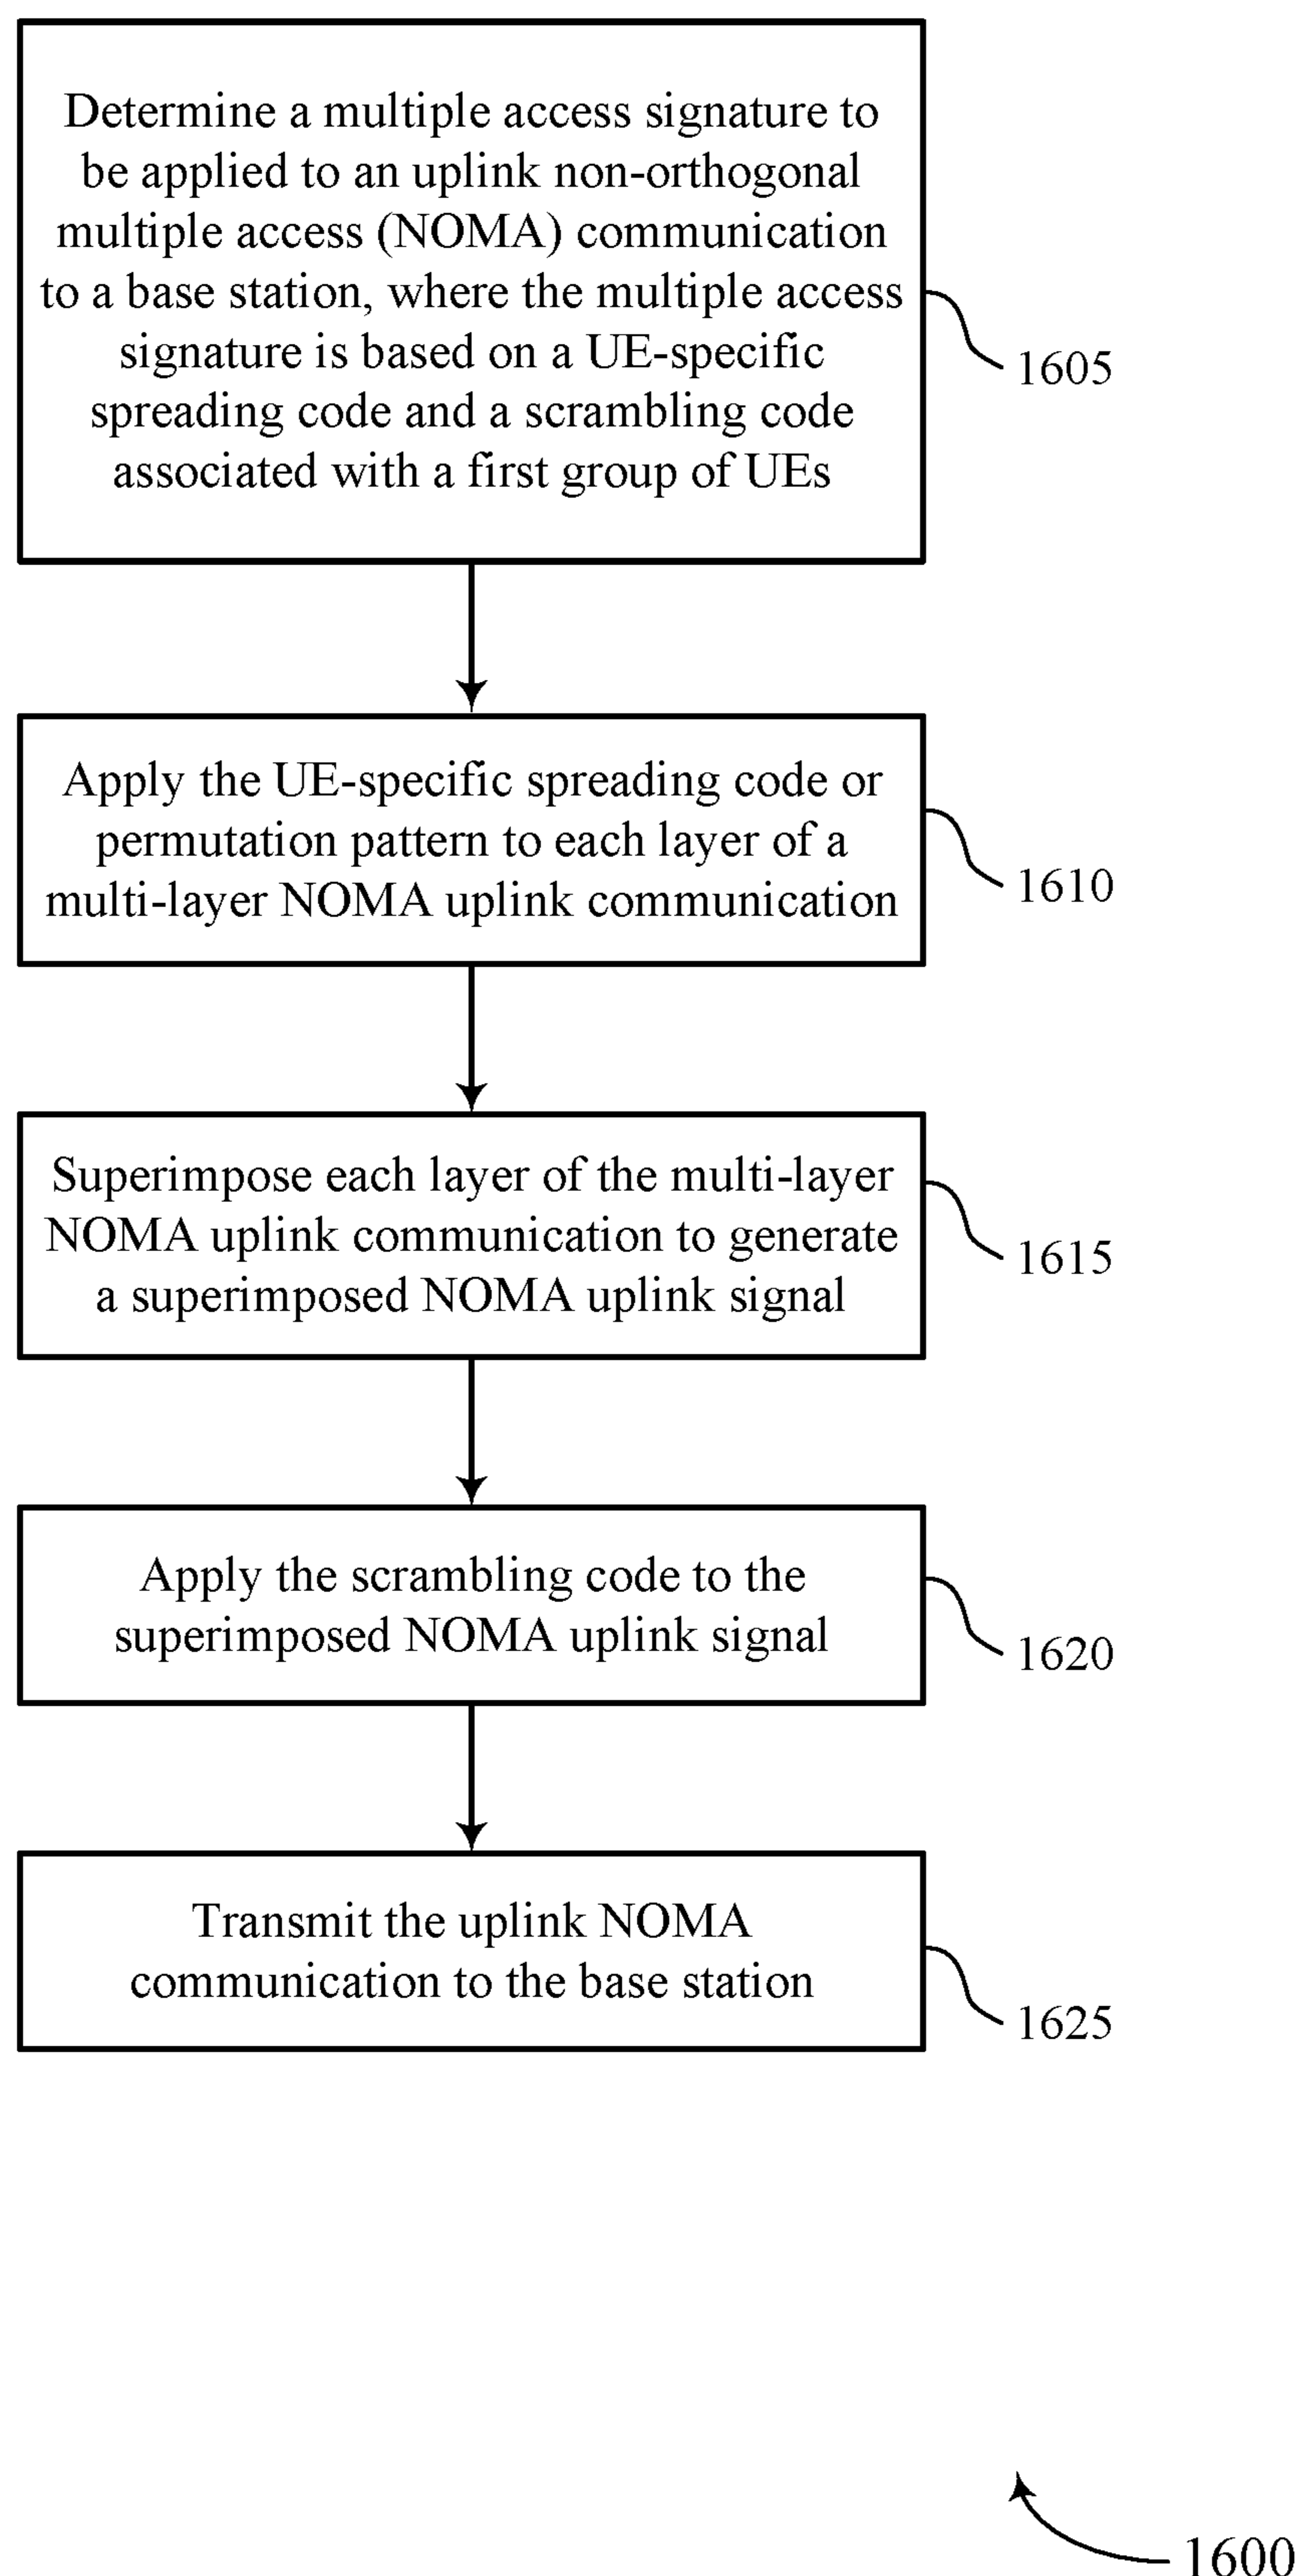 Determine a multiple access signature to
be applied to an uplink non-orthogonal
multiple access (NOMA) communication
to a base station, where the multiple access
signature is based on a UE-specific
spreading code and a scrambling code
associated with a first group of UEs
1605
Apply the UE-specific spreading code or
permutation pattern to each layer of a
multi-layer NOMA uplink communication
1610
Superimpose each layer of the multi-layer
NOMA uplink communication to generate
a superimposed NOMA uplink signal
1615
Apply the scrambling code to the
superimposed NOMA uplink signal
1620
Transmit the uplink NOMA
communication to the base station
1625
1600